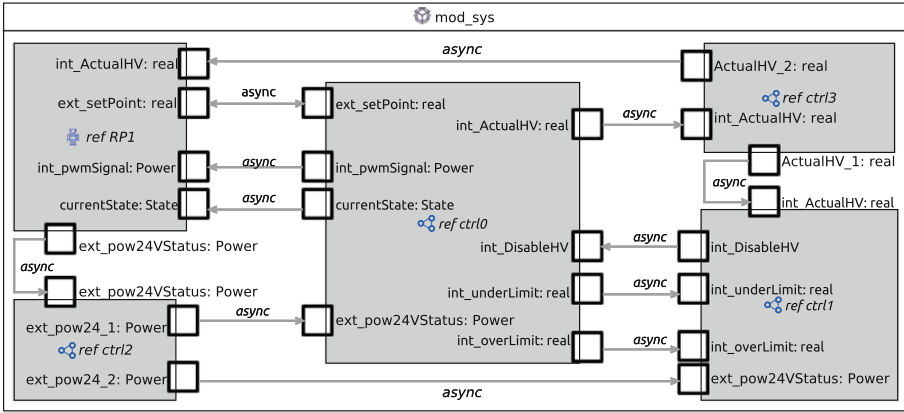 mod_sys
async
int_ActualHV: real
ActualHV_2: real
ext_setPoint: real
async
ext_setPoint: real
ref ctrl3
int_ActualHV: real
async
int_ActualHV: real
ref RP1
int_pwmSignal: Power
async
int_pwmSignal: Power
ActualHV_1: real
async
currentState: State
async
currentState: State
int_ActualHV: real
ref ctrl0
ext_pow24VStatus: Power
int_DisableHV
async
int_DisableHV
async
ext_pow24VStatus: Power
int_underLimit: real
async
int_underLimit: real
ref ctrl1
ext_pow24_1: Power
async
ext_pow24VStatus: Power
ref ctrl2
int_overLimit: real
async
int_overLimit: real
ext_pow24_2: Power
async
ext_pow24VStatus: Power